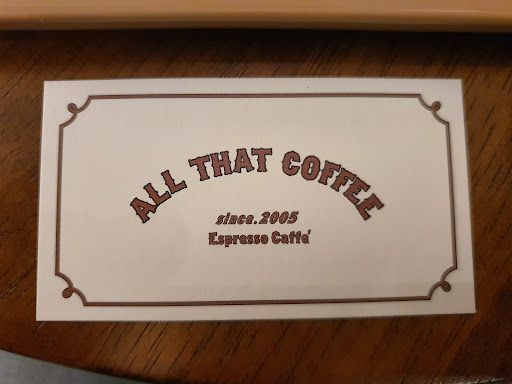 ALL THAT COFFEE
since.2005
Espresso Caffe'